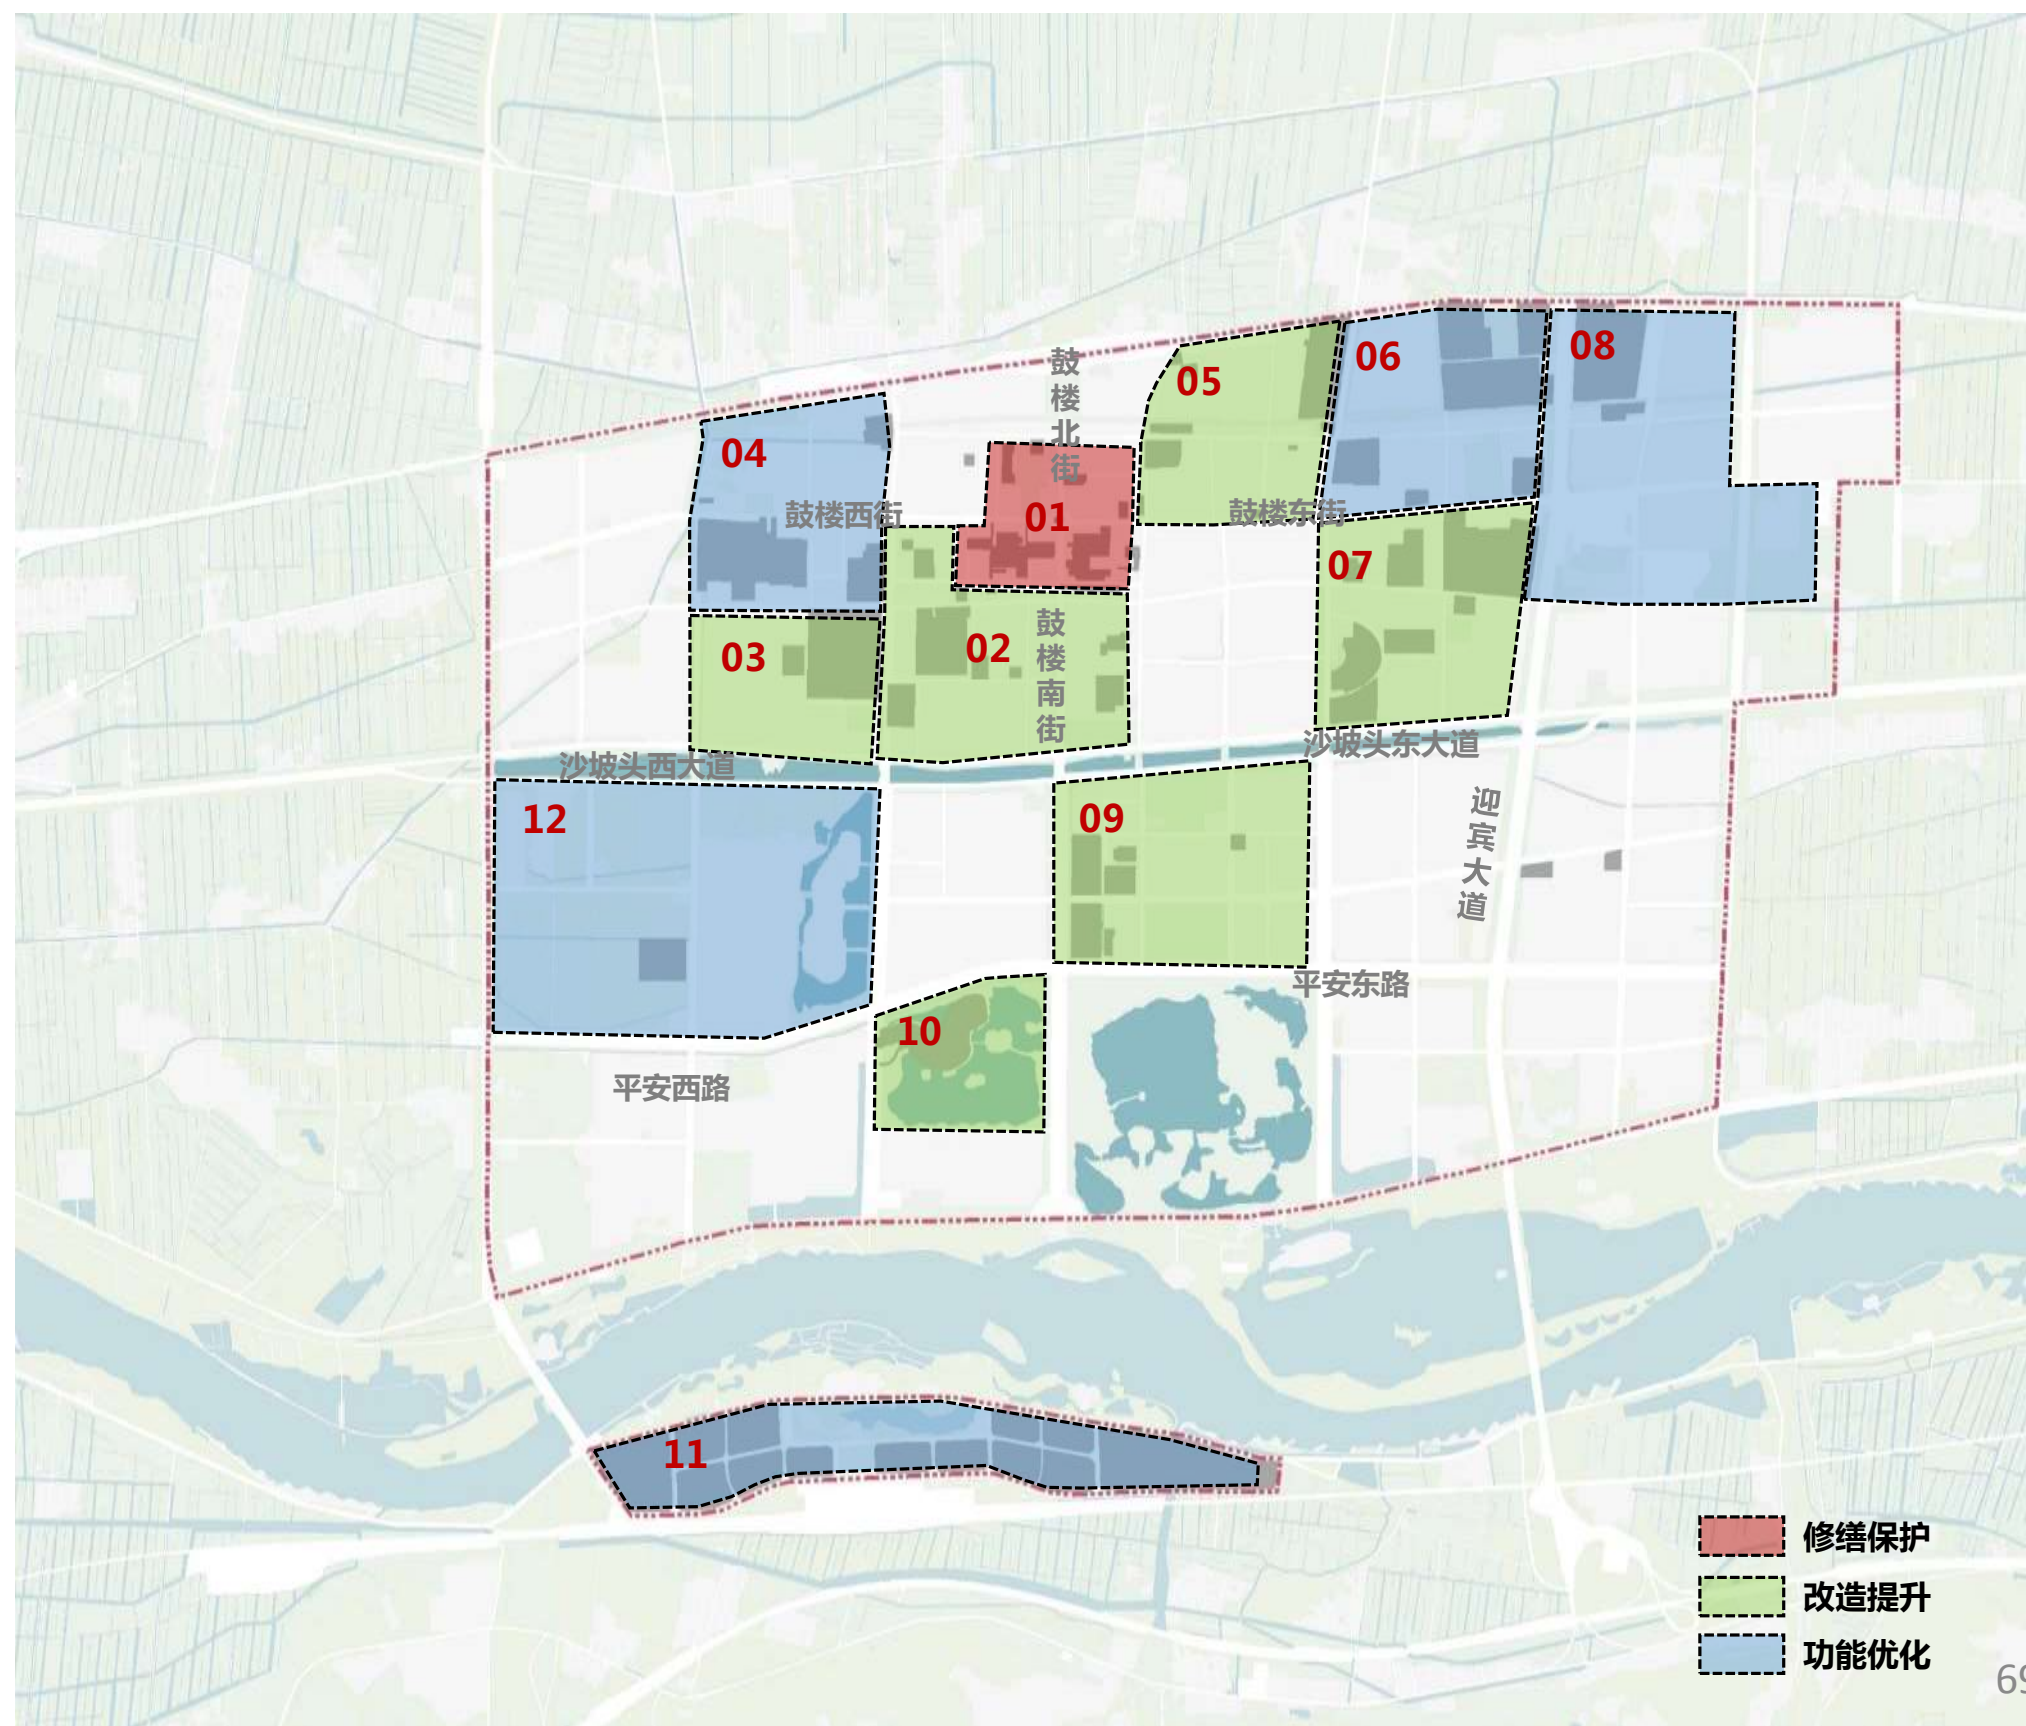 鼓楼北街
06
08
05
04
鼓楼西街
01
鼓楼东街
07
03
02
鼓楼南街
沙坡头西大道
沙坡头东大道
12
09
迎宾大道
平安东路
10
平安西路
11
修缮保护
改造提升
功能优化